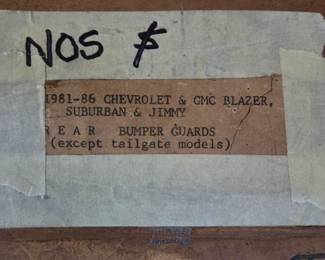 NOS $
1981-86 CHEVROLET & GMC BLAZER,
SUBURBAN & JIMMY
REAR BUMPER GUARDS
(except tailgate models)